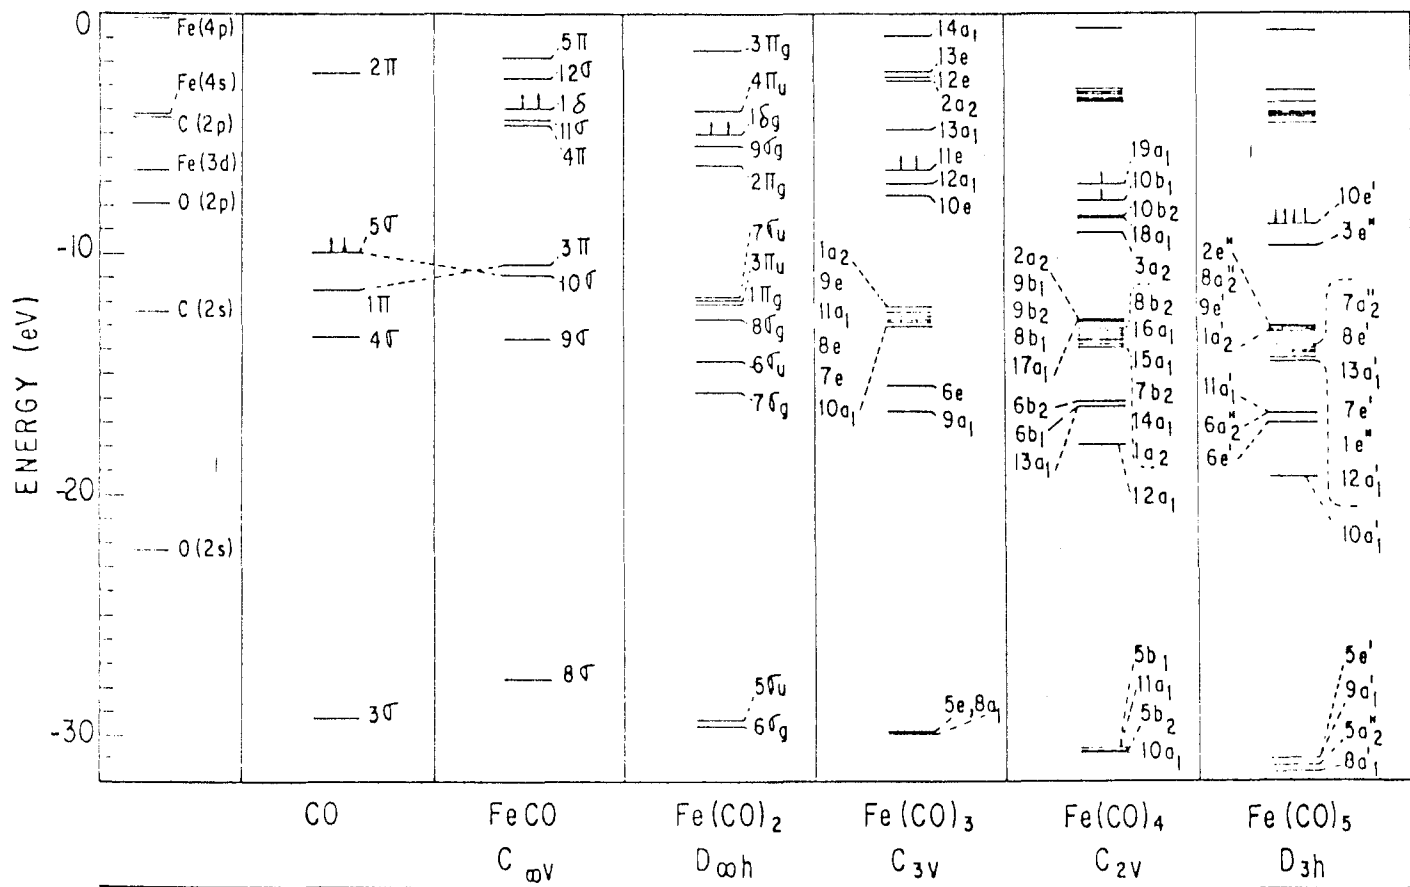 ENERGY (eV)
0
-10
-20
-30
Fe(4p)
Fe(4s)
C(2p)
Fe(3d)
O(2p)
C(2s)
O(2s)
2π
5σ
1π
4σ
3σ
5π
12σ
1δ
11σ
4π
3π
10σ
9σ
8σ
3πg
4πu
1δg
9σg
2πg
7σu
3πu
1πg
8σg
6σu
7σg
5σu
6σg
14a1
13e
12e
2a2
13a1
11e
12a1
10e
1a2
9e
11a1
8e
7e
10a1
6e
9a1
5e,8a1
19a1
10b1
10b2
18a1
2a2
9b1
9b2
8b1
17a1
6b2
6b1
13a1
3a2
8b2
16a1
15a1
7b2
14a1
1a2
12a1
5b1
11a1
5b2
10a1
10e'
3e"
2e"
8a2"
9e'
1a2'
11a1'
6a2"
6e'
7a2"
8e'
13a1'
7e'
1e"
12a1'
10a1'
5e'
9a1'
5a2"
8a1'
CO
FeCO
C∞v
Fe(CO)2
D∞h
Fe(CO)3
C3v
Fe(CO)4
C2v
Fe(CO)5
D3h